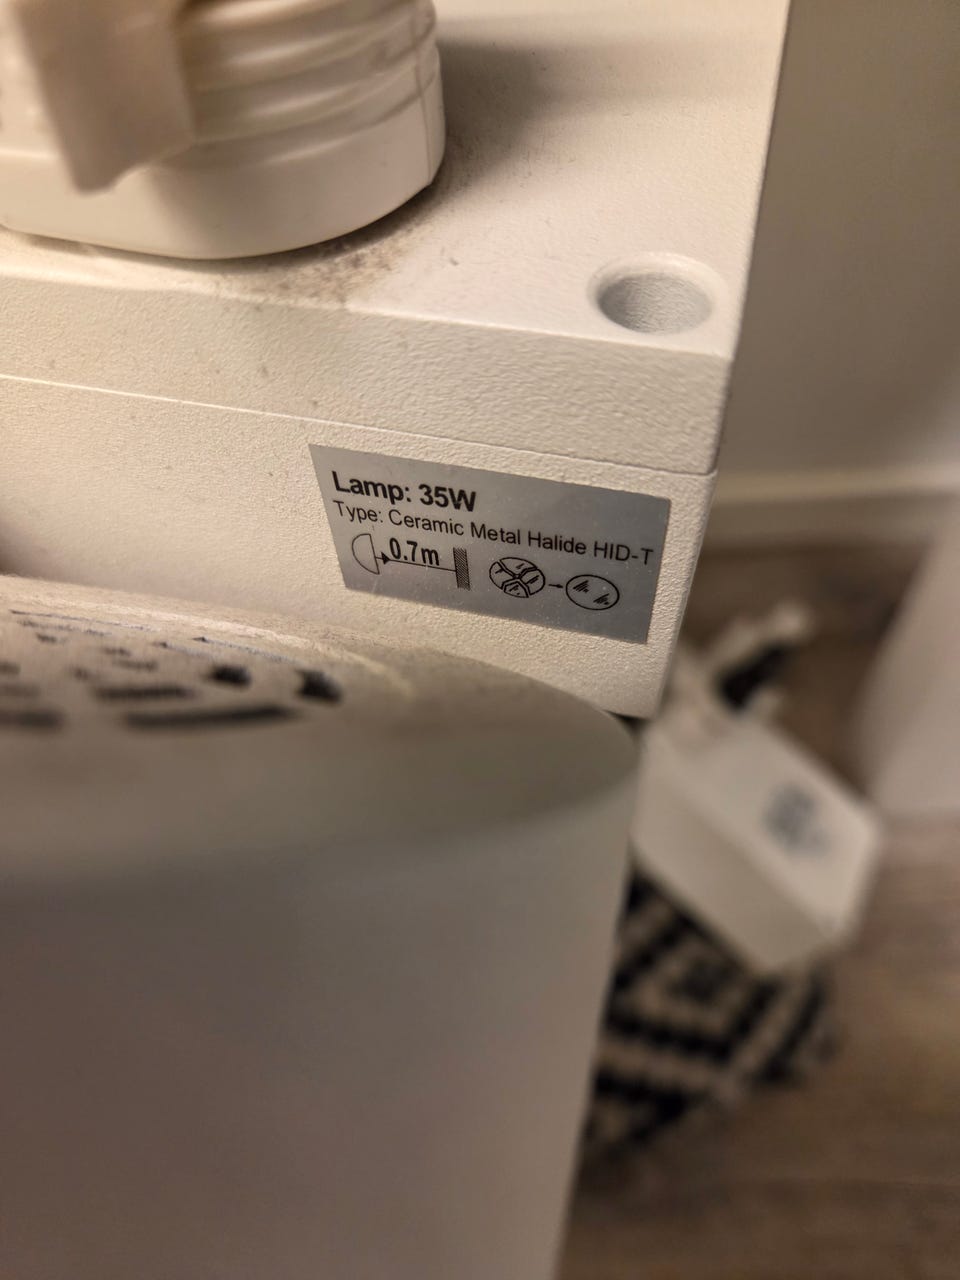 Lamp: 35W
Type: Ceramic Metal Halide HID-T
0.7m